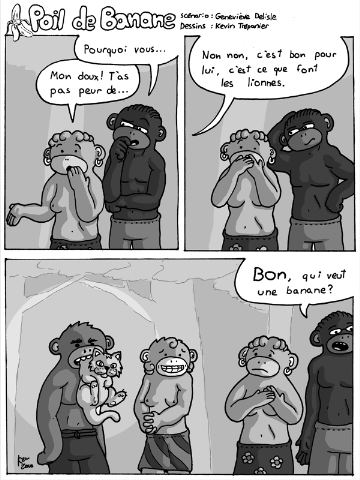 Poil de Banane
scénario: Geneviève Delisle
Dessins : Kevin Trépanier
Pourquoi vous...
Mon doux! T'as
pas peur de...
Non non, c'est bon pour
lui, c'est ce que font
les lionnes.
Bon, qui veut
une banane?